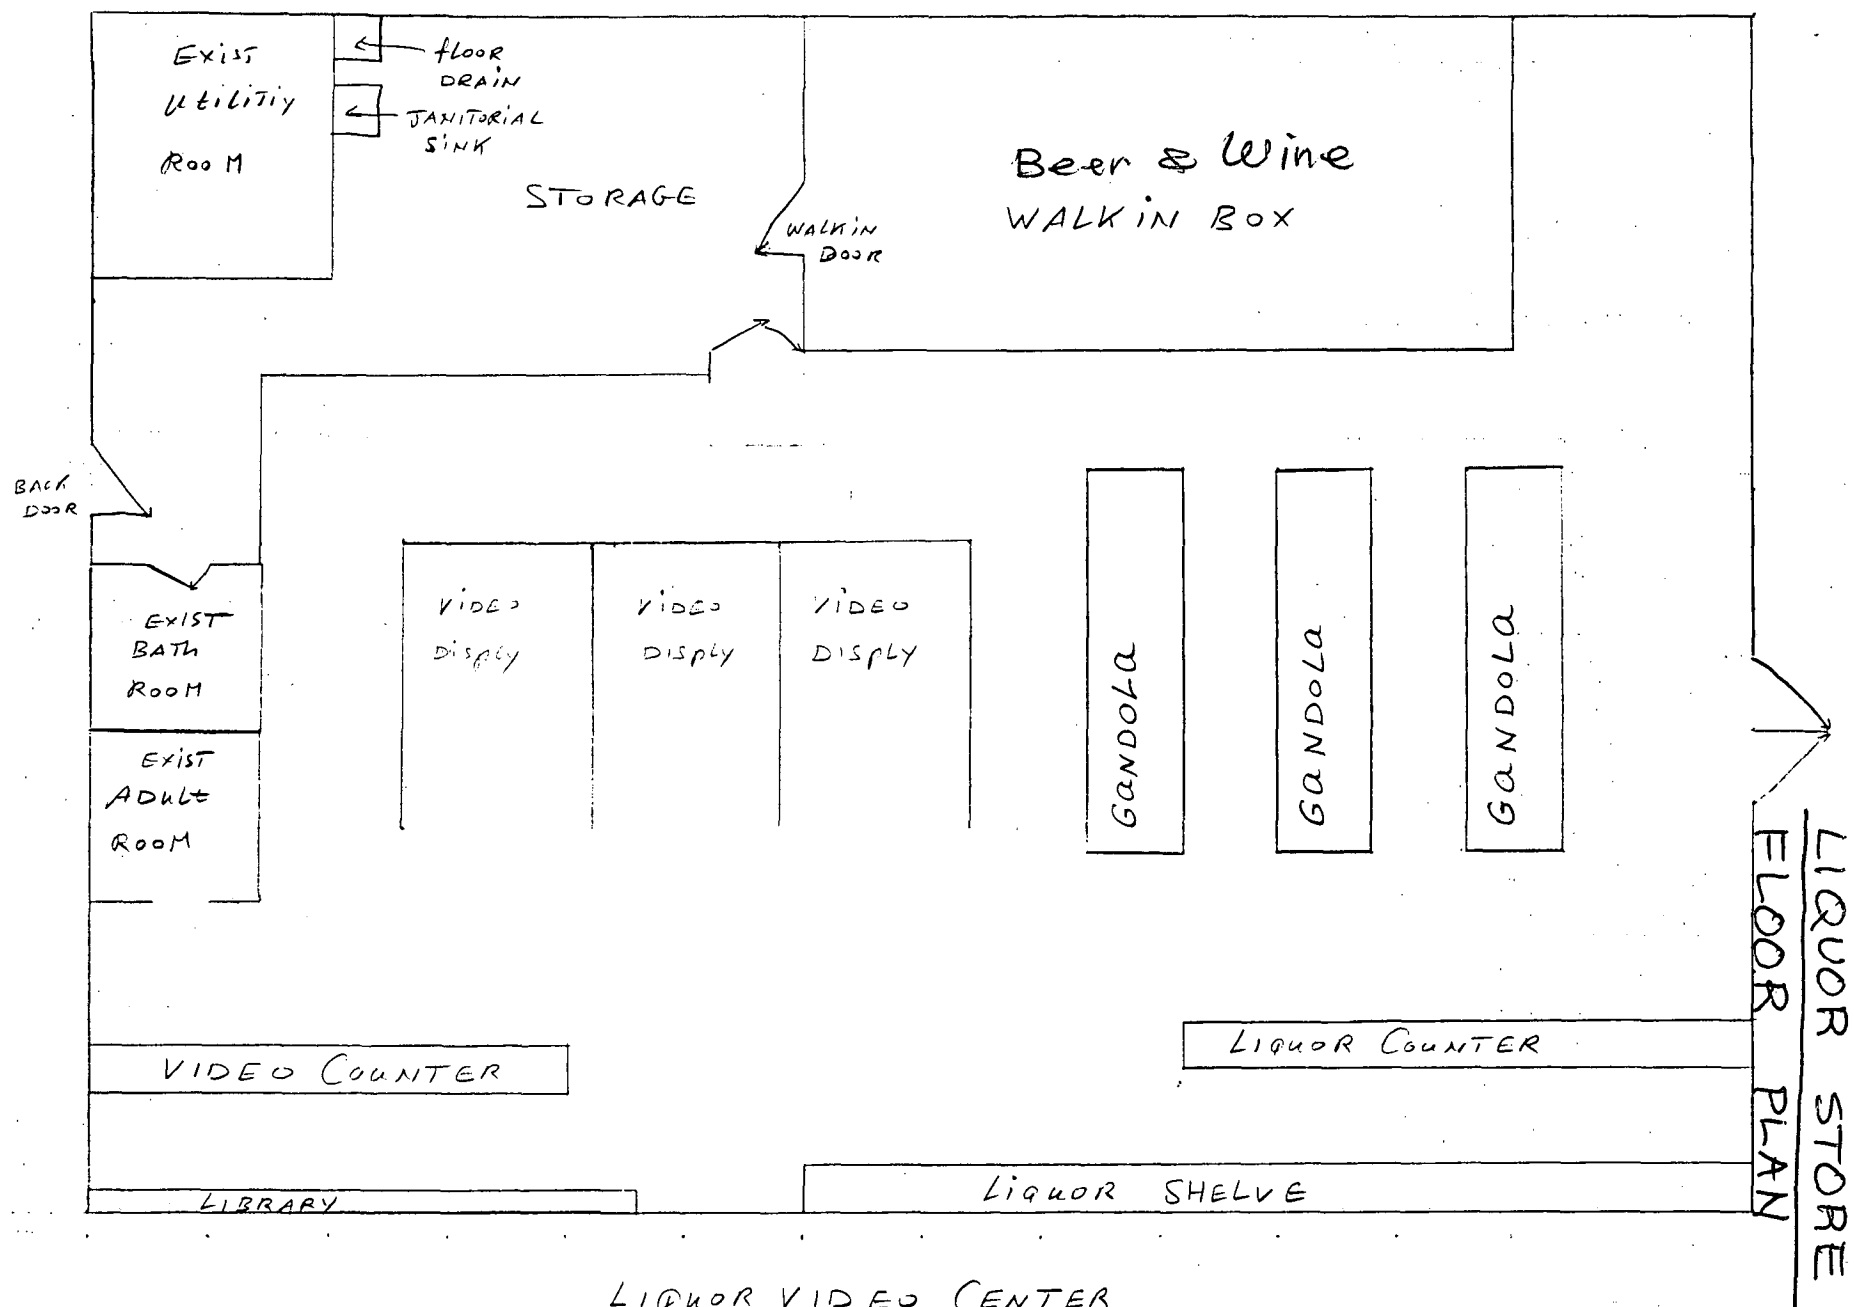 EXIST
UtiLiTiy
ROOM
fLOOR
DRAIN
JANITORIAL
SINK
STORAGE
WALKIN
DOOR
Beer & Wine
WALKIN BOX
BACK
DOOR
EXIST
BATh
ROOM
EXIST
ADULt
ROOM
VIDEO
DISpLy
VIDEO
DISpLy
VIDEO
DISpLy
GaNDOLa
GaNDOLa
GaNDOLa
VIDEO COUNTER
LIBRARY
LIQUOR COUNTER
LIQUOR SHELVE
LIQUOR STORE
FLOOR PLAN
LIQUOR VIDEO CENTER